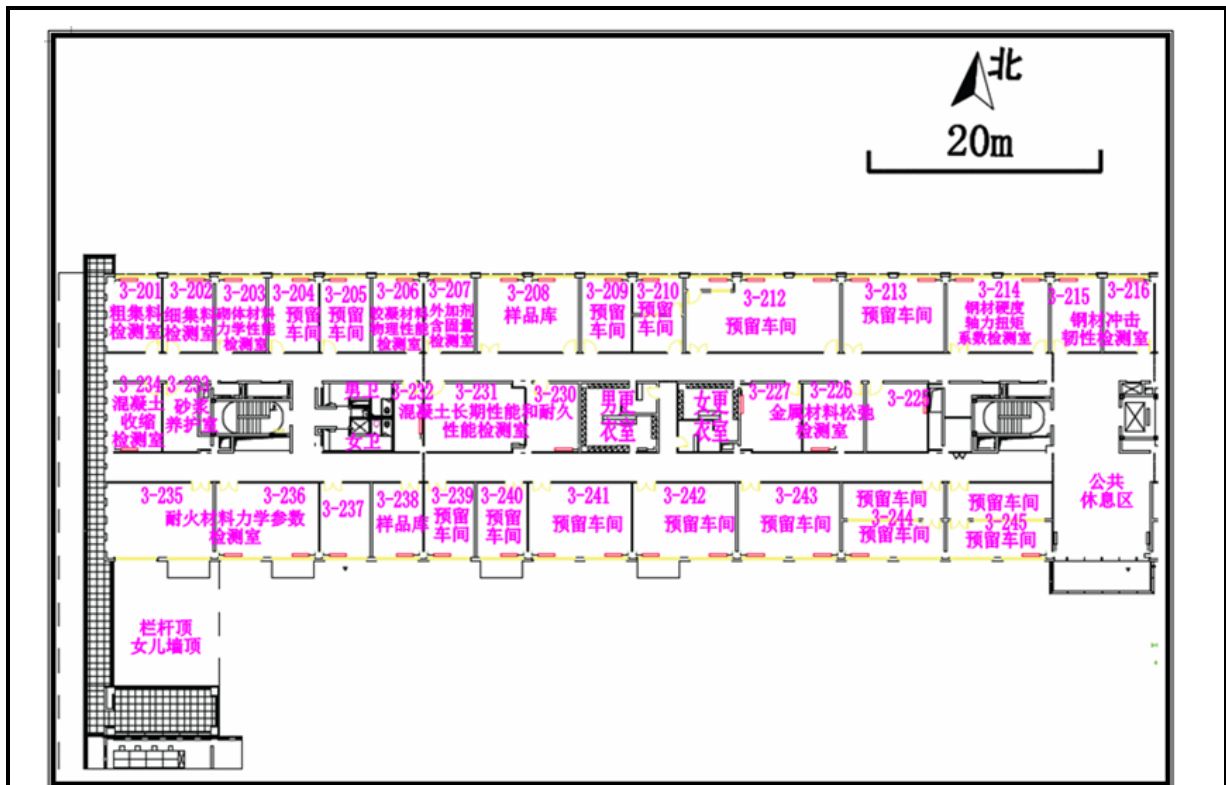 北
20m
3-201
粗集料
检测室
3-202
细集料
检测室
3-203
砌体材料
力学性能
检测室
3-204
预留
车间
3-205
预留
车间
3-206
胶凝材料
物理性能
检测室
3-207
外加剂
含固量
检测室
3-208
样品库
3-209
预留
车间
3-210
预留
车间
3-212
预留车间
3-213
预留车间
3-214
钢材硬度
轴力扭矩
系数检测室
3-215
3-216
钢材冲击
韧性检测室
3-234
混凝土
收缩
检测室
3-233
砂浆
养护室
男卫
女卫
3-232
3-231
3-230
混凝土长期性能和耐久
性能检测室
男更
衣室
女更
衣室
3-227
3-226
3-225
金属材料松弛
检测室
公共
休息区
3-235
3-236
耐火材料力学参数
检测室
3-237
3-238
样品库
3-239
预留
车间
3-240
预留
车间
3-241
预留车间
3-242
预留车间
3-243
预留车间
预留车间
3-244
预留车间
预留车间
3-245
预留车间
栏杆顶
女儿墙顶